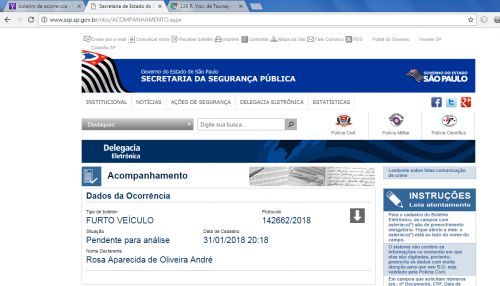 boletim de ocorrencia
Secretaria de Estado da S
138 R. Visc. de Taunay
www.ssp.sp.gov.br/nbo/ACOMPANHAMENTO.aspx
Envie por e-mail Comunicar erros Receber boletim Imprimir Contraste Mapa do Site Fale Conosco RSS Portal do Governo Investe SP
Cidadão.SP
Governo do Estado de São Paulo
SECRETARIA DA SEGURANÇA PÚBLICA
GOVERNO DO ESTADO
SÃO PAULO
INSTITUCIONAL NOTÍCIAS AÇÕES DE SEGURANÇA DELEGACIA ELETRÔNICA ESTATÍSTICAS
Destaques:
Digite sua busca...
Polícia Civil Polícia Militar Polícia Científica
Delegacia
Eletrônica
Acompanhamento
Lembrete sobre falsa comunicação
de crime
Dados da Ocorrência
Tipo de boletim Protocolo
FURTO VEÍCULO 142662/2018
Situação Data de Cadastro
Pendente para análise 31/01/2018 20:18
Nome Declarante
Rosa Aparecida de Oliveira André
INSTRUÇÕES
Leia atentamente
Para o cadastro do Boletim
Eletrônico, os campos com
asterisco(*) são de preenchimento
obrigatório. Fique atento a eles: o
asterisco(*) está ao lado do nome
do campo.
O sistema não confere as
informações no momento em que
elas são digitadas, portanto,
preencha os dados com muita
atenção para que seu B.O. seja
validado pela Polícia Civil.
Em campos que solicitam números
(ex.: nº Documento, CPF, Data de